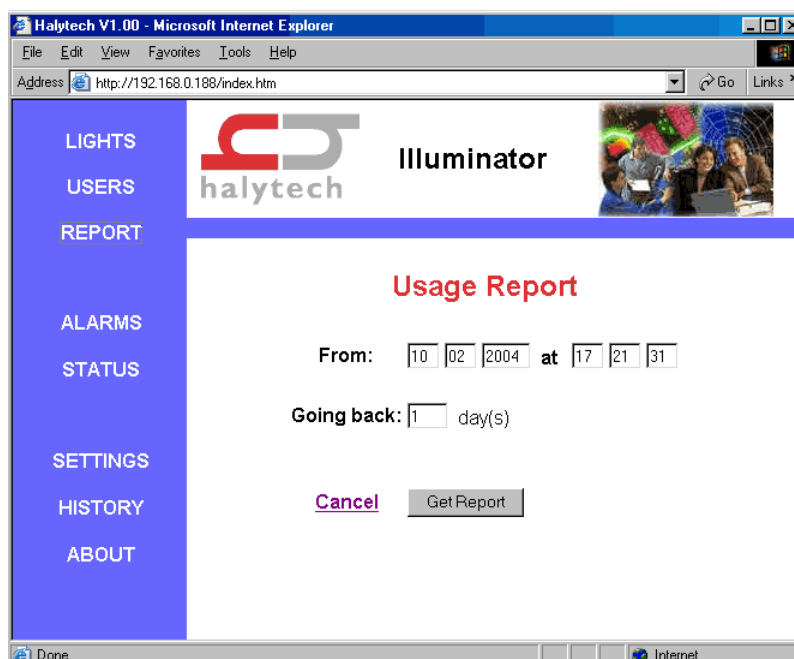 Halytech V1.00 - Microsoft Internet Explorer
File Edit View Favorites Tools Help
Address http://192.168.0.188/index.htm Go Links
LIGHTS
USERS
REPORT
ALARMS
STATUS
SETTINGS
HISTORY
ABOUT
halytech
Illuminator
Usage Report
From: 10 02 2004 at 17 21 31
Going back: 1 day(s)
Cancel Get Report
Done Internet